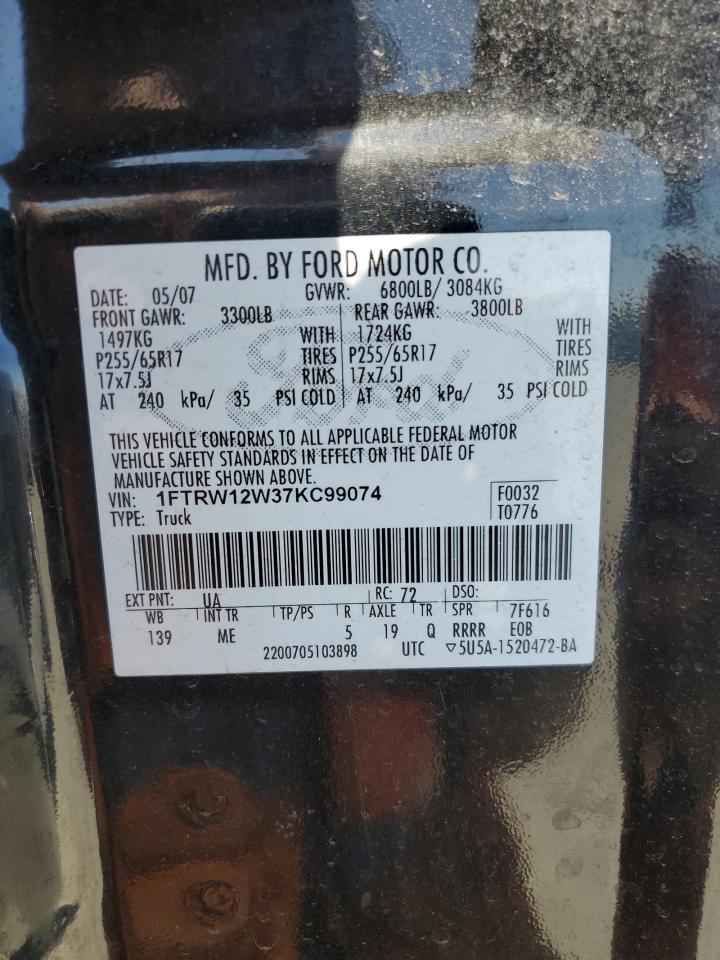 MFD. BY FORD MOTOR CO.
DATE: 05/07 GVWR: 6800LB/ 3084KG
FRONT GAWR: 3300LB REAR GAWR: 3800LB
1497KG WITH 1724KG WITH
P255/65R17 TIRES P255/65R17 TIRES
17x7.5J RIMS 17x7.5J RIMS
AT 240 kPa/ 35 PSI COLD AT 240 kPa/ 35 PSI COLD
THIS VEHICLE CONFORMS TO ALL APPLICABLE FEDERAL MOTOR
VEHICLE SAFETY STANDARDS IN EFFECT ON THE DATE OF
MANUFACTURE SHOWN ABOVE.
VIN: 1FTRW12W37KC99074 F0032
TYPE: Truck T0776
EXT PNT: UA RC: 72 DSO:
WB INT TR TP/PS R AXLE TR SPR 7F616
139 ME 5 19 Q RRRR EOB
2200705103898 UTC ▽5U5A-1520472-BA